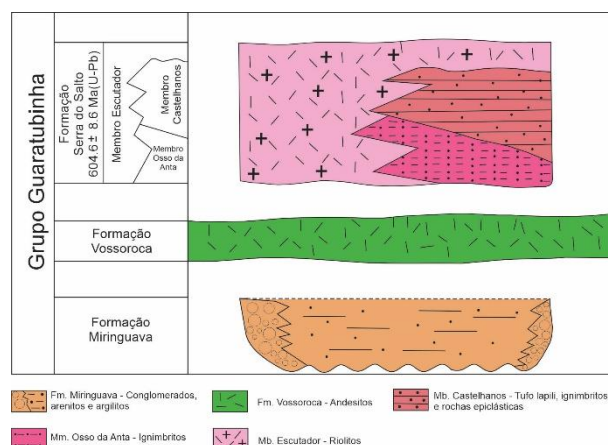 Grupo Guaratubinha
Formação
Serra do Salto
604.6 ± 8.6 Ma(U-Pb)
Membro Escutador
Membro
Castelhanos
Membro
Osso da
Anta
Formação
Vossoroca
Formação
Miringuava
Fm. Miringuava - Conglomerados,
arenitos e argilitos
Fm. Vossoroca - Andesitos
Mb. Castelhanos - Tufo lapili, ignimbritos
e rochas epiclásticas
Mm. Osso da Anta - Ignimbritos
Mb. Escutador - Riolitos